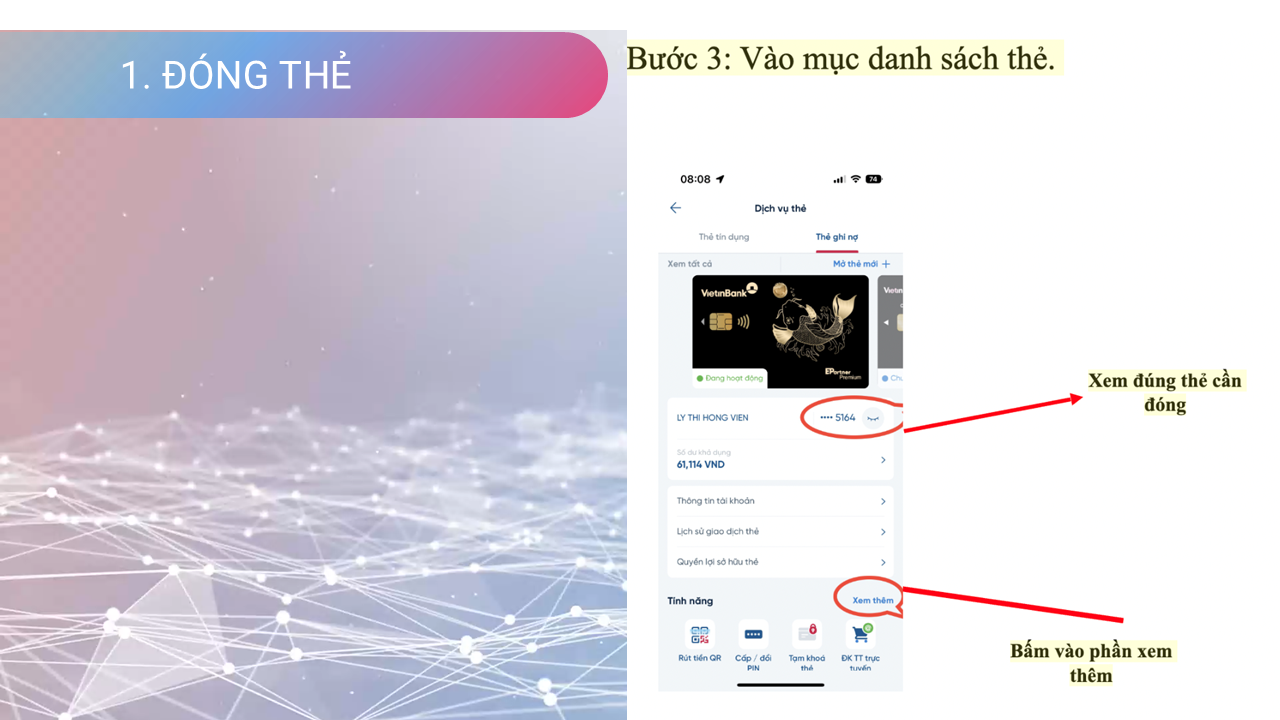 1. ĐÓNG THẺ
Bước 3: Vào mục danh sách thẻ.
08:08
74
Dịch vụ thẻ
Thẻ tín dụng
Thẻ ghi nợ
Xem tất cả
Mở thẻ mới +
VietinBank
Vietin
EPartner
Premium
Đang hoạt động
Chu
LY THI HONG VIEN
•••• 5164
Số dư khả dụng
61,114 VND
Thông tin tài khoản
Lịch sử giao dịch thẻ
Quyền lợi sở hữu thẻ
Tính năng
Xem thêm
Rút tiền QR
Cấp / đổi
PIN
Tạm khoá
thẻ
ĐK TT trực
tuyến
Xem đúng thẻ cần
đóng
Bấm vào phần xem
thêm